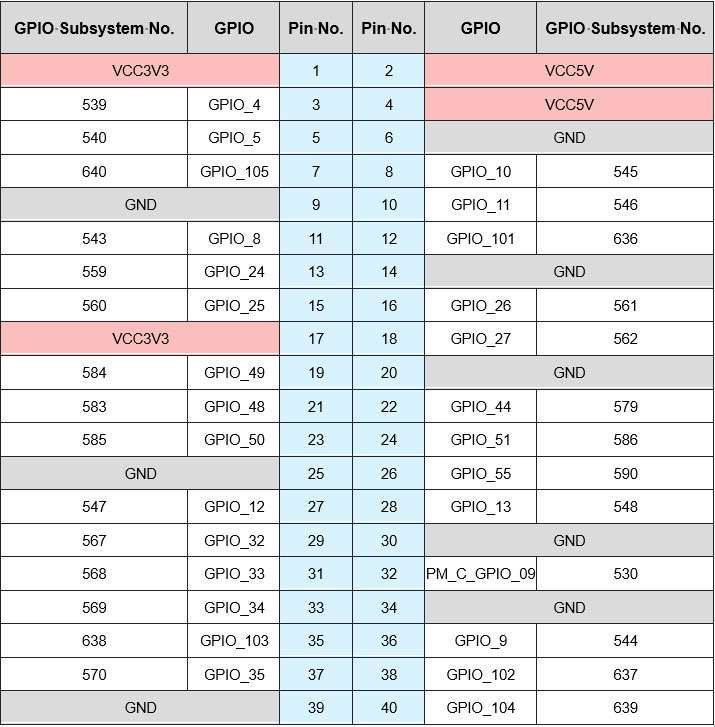 GPIO-Subsystem-No. GPIO Pin-No. Pin-No. GPIO GPIO-Subsystem-No.
VCC3V3 1 2 VCC5V
539 GPIO_4 3 4 VCC5V
540 GPIO_5 5 6 GND
640 GPIO_105 7 8 GPIO_10 545
GND 9 10 GPIO_11 546
543 GPIO_8 11 12 GPIO_101 636
559 GPIO_24 13 14 GND
560 GPIO_25 15 16 GPIO_26 561
VCC3V3 17 18 GPIO_27 562
584 GPIO_49 19 20 GND
583 GPIO_48 21 22 GPIO_44 579
585 GPIO_50 23 24 GPIO_51 586
GND 25 26 GPIO_55 590
547 GPIO_12 27 28 GPIO_13 548
567 GPIO_32 29 30 GND
568 GPIO_33 31 32 PM_C_GPIO_09 530
569 GPIO_34 33 34 GND
638 GPIO_103 35 36 GPIO_9 544
570 GPIO_35 37 38 GPIO_102 637
GND 39 40 GPIO_104 639